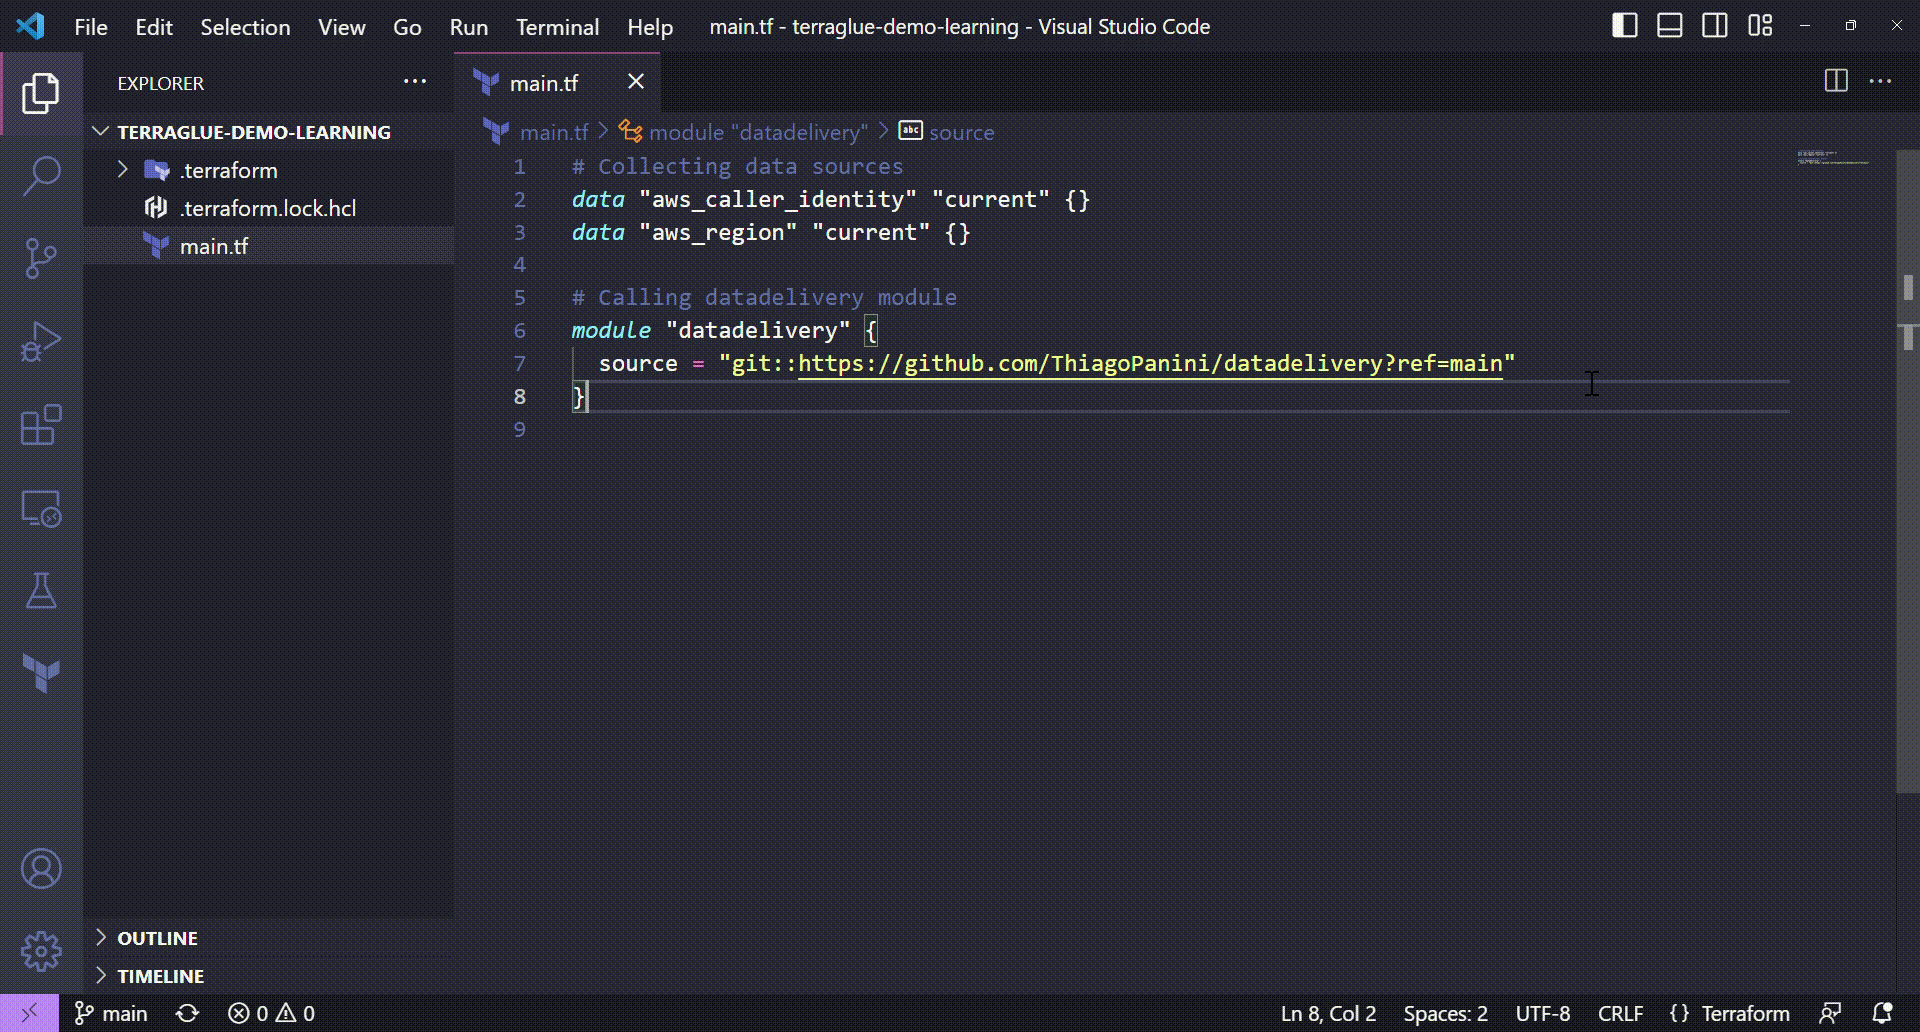 File Edit Selection View Go Run Terminal Help main.tf - terraglue-demo-learning - Visual Studio Code
EXPLORER
TERRAGLUE-DEMO-LEARNING
.terraform
.terraform.lock.hcl
main.tf
OUTLINE
TIMELINE
main.tf
main.tf > module "datadelivery" > abc source
1 # Collecting data sources
2 data "aws_caller_identity" "current" {}
3 data "aws_region" "current" {}
4
5 # Calling datadelivery module
6 module "datadelivery" {
7 source = "git::https://github.com/ThiagoPanini/datadelivery?ref=main"
8 }
9
main 0 0 Ln 8, Col 2 Spaces: 2 UTF-8 CRLF {} Terraform